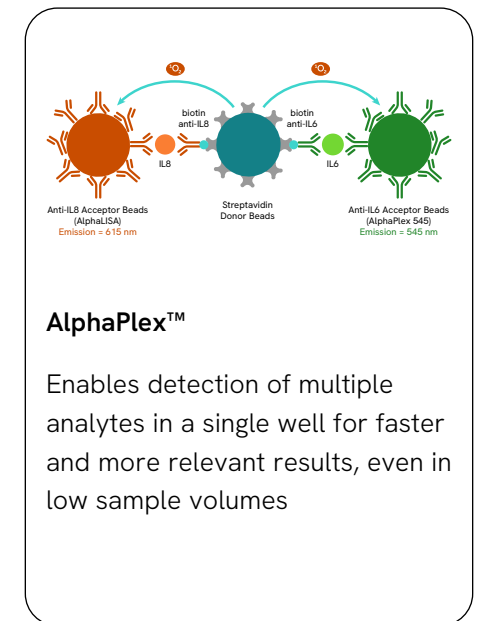 ¹O₂
¹O₂
biotin
anti-IL8
biotin
anti-IL6
IL8
IL6
Anti-IL8 Acceptor Beads
(AlphaLISA)
Emission = 615 nm
Streptavidin
Donor Beads
Anti-IL6 Acceptor Beads
(AlphaPlex 545)
Emission = 545 nm
AlphaPlex™
Enables detection of multiple
analytes in a single well for faster
and more relevant results, even in
low sample volumes